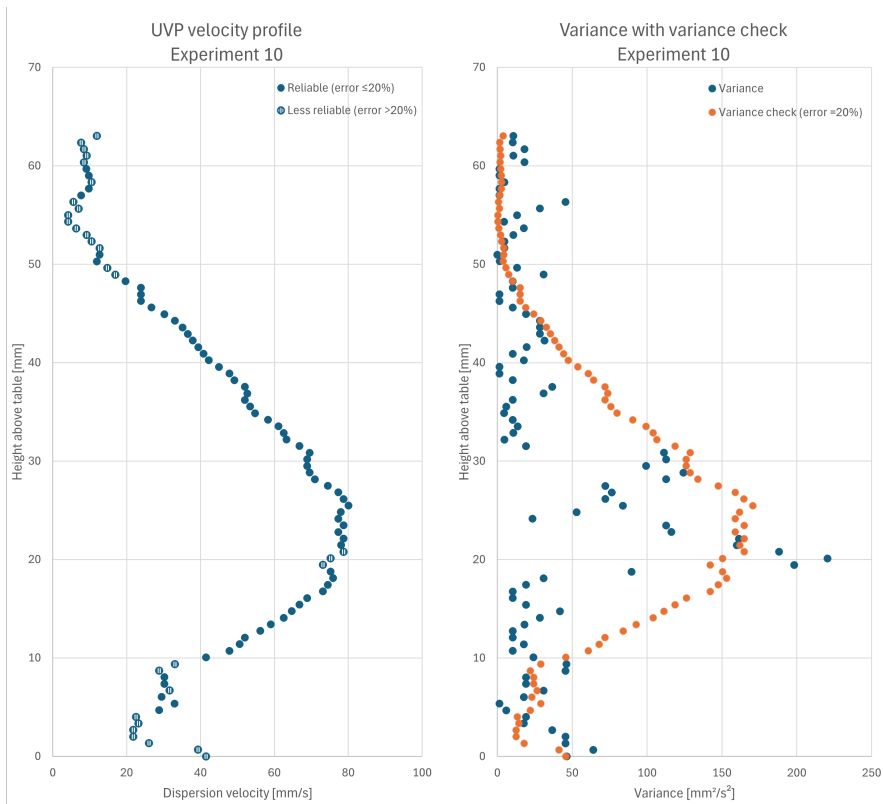 UVP velocity profile
Experiment 10
Reliable (error ≤20%)
Less reliable (error >20%)
70
60
50
40
30
20
10
0
Height above table [mm]
0 20 40 60 80 100
Dispersion velocity [mm/s]
Variance with variance check
Experiment 10
Variance
Variance check (error =20%)
70
60
50
40
30
20
10
0
Height above table [mm]
0 50 100 150 200 250
Variance [mm²/s²]